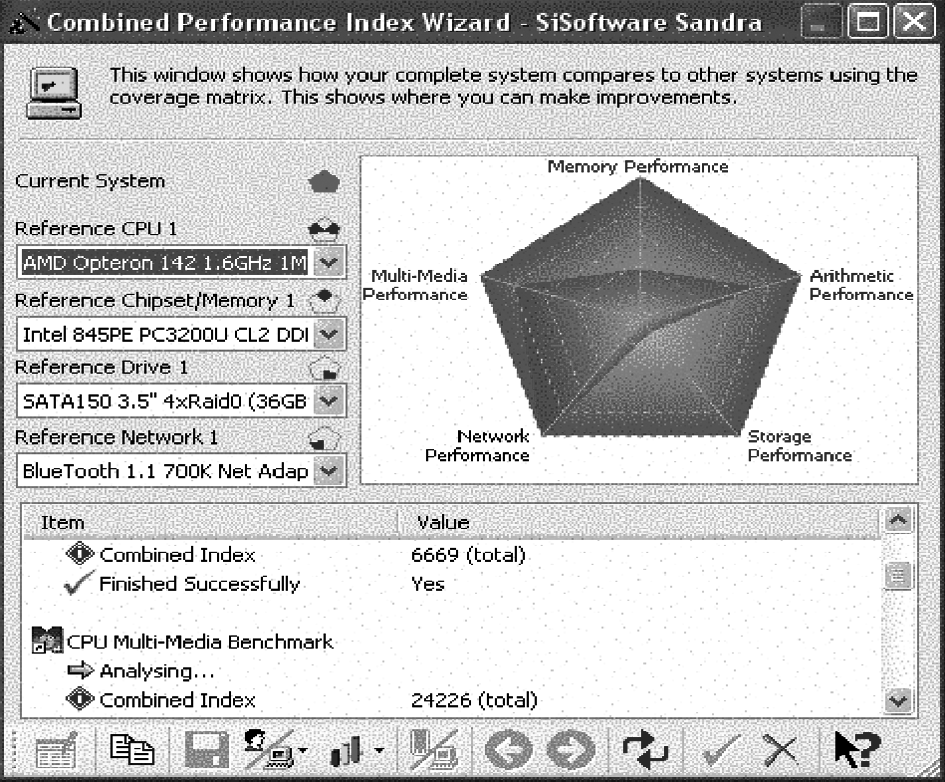 Combined Performance Index Wizard - SiSoftware Sandra
This window shows how your complete system compares to other systems using the
coverage matrix. This shows where you can make improvements.
Current System
Reference CPU 1
AMD Opteron 142 1.6GHz 1M
Reference Chipset/Memory 1
Intel 845PE PC3200U CL2 DDI
Reference Drive 1
SATA150 3.5" 4xRaid0 (36GB
Reference Network 1
BlueTooth 1.1 700K Net Adap
Memory Performance
Multi-Media
Performance
Arithmetic
Performance
Network
Performance
Storage
Performance
Item Value
Combined Index 6669 (total)
Finished Successfully Yes
CPU Multi-Media Benchmark
Analysing...
Combined Index 24226 (total)